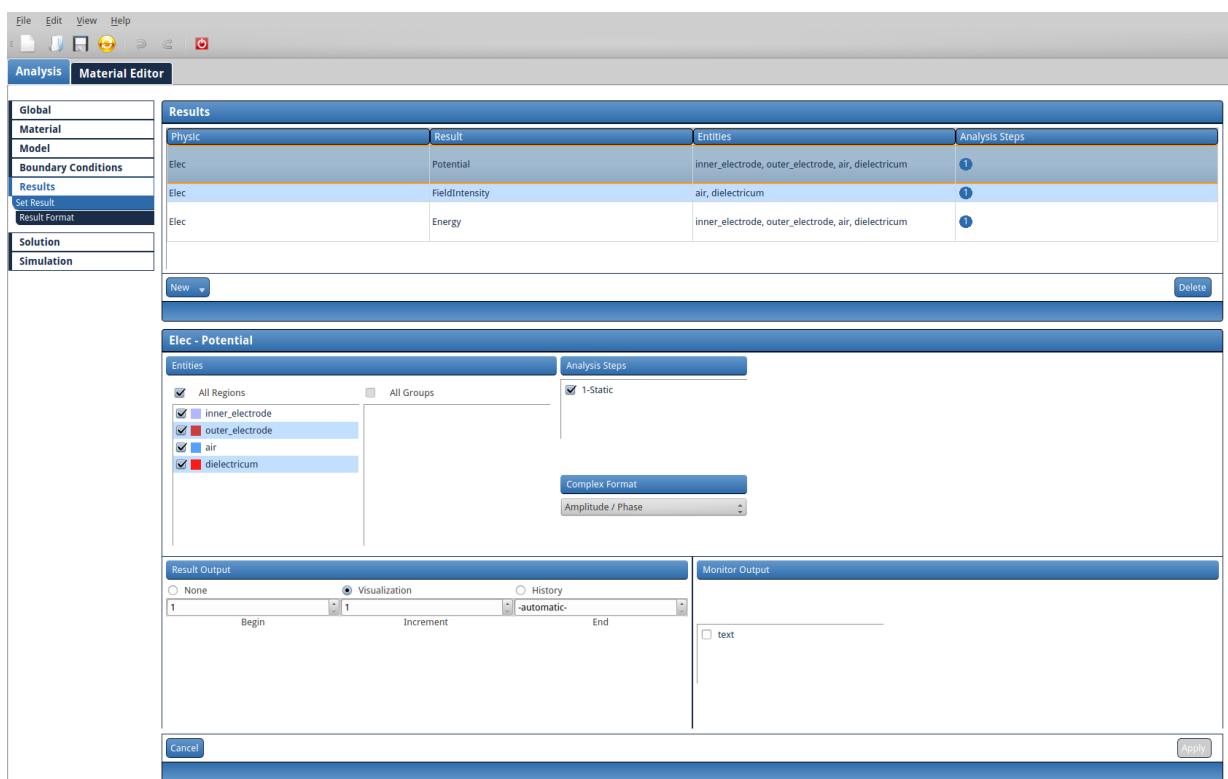 File Edit View Help
Analysis Material Editor
Global
Material
Model
Boundary Conditions
Results
Set Result
Result Format
Solution
Simulation
Results
Physic Result Entities Analysis Steps
Elec Potential inner_electrode, outer_electrode, air, dielectricum 1
Elec FieldIntensity air, dielectricum 1
Elec Energy inner_electrode, outer_electrode, air, dielectricum 1
New Delete
Elec - Potential
Entities Analysis Steps
All Regions All Groups 1-Static
inner_electrode
outer_electrode
air
dielectricum
Complex Format
Amplitude / Phase
Result Output Monitor Output
None Visualization History
1 1 -automatic-
Begin Increment End
text
Cancel Apply